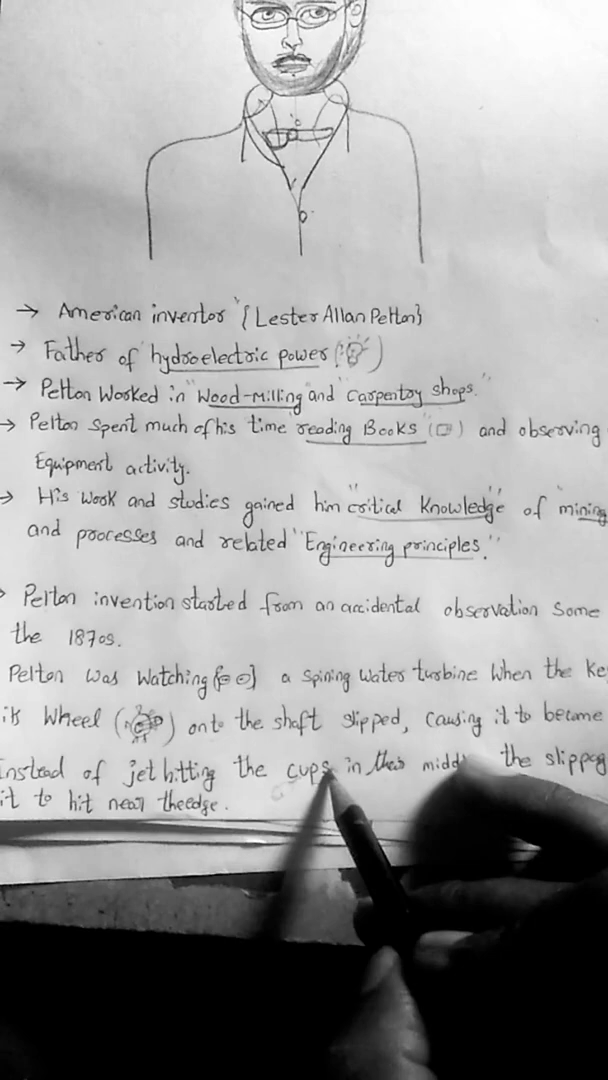 → American inventor "{Lester Allan Pelton}
→ Father of hydroelectric power ( )
→ Pelton Worked in "Wood-Milling" and "Carpentry shops."
→ Pelton spent much of his time reading Books ( ) and observing
Equipment activity.
→ His work and studies gained him "critical Knowledge" of mining
and processes and related "Engineering principles."
Pelton invention started from an accidental observation Some
the 1870s.
Pelton was watching { } a spining water turbine when the Ke
its Wheel ( ) onto the shaft slipped, causing it to become
instead of jet hitting the cups in their the slippag
it to hit near the edge.